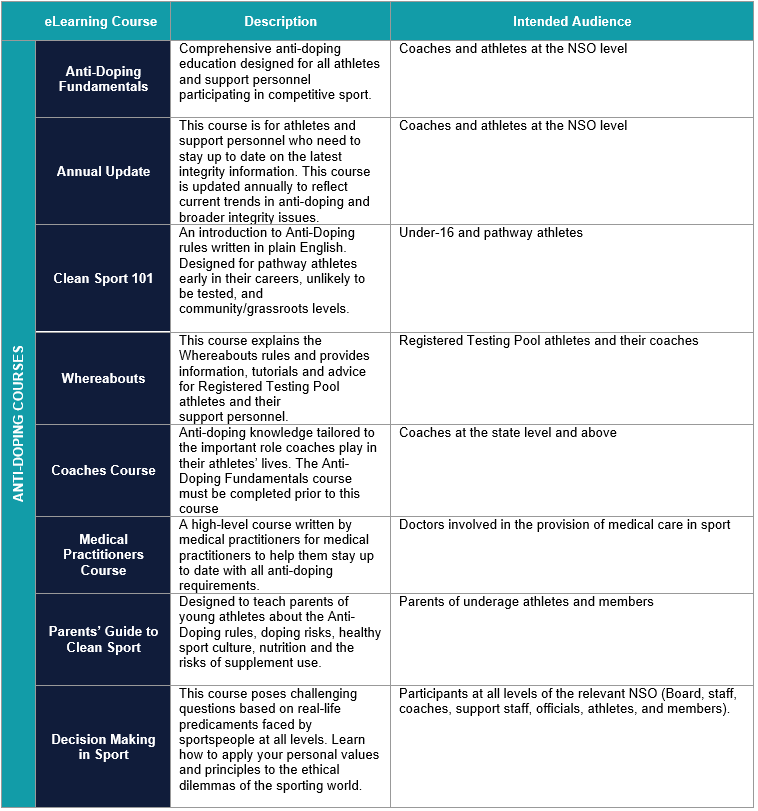 eLearning Course
Description
Intended Audience
ANTI-DOPING COURSES
Anti-Doping
Fundamentals
Comprehensive anti-doping
education designed for all athletes
and support personnel
participating in competitive sport.
Coaches and athletes at the NSO level
Annual Update
This course is for athletes and
support personnel who need to
stay up to date on the latest
integrity information. This course
is updated annually to reflect
current trends in anti-doping and
broader integrity issues.
Coaches and athletes at the NSO level
Clean Sport 101
An introduction to Anti-Doping
rules written in plain English.
Designed for pathway athletes
early in their careers, unlikely to
be tested, and
community/grassroots levels.
Under-16 and pathway athletes
Whereabouts
This course explains the
Whereabouts rules and provides
information, tutorials and advice
for Registered Testing Pool
athletes and their
support personnel.
Registered Testing Pool athletes and their coaches
Coaches Course
Anti-doping knowledge tailored to
the important role coaches play in
their athletes’ lives. The Anti-
Doping Fundamentals course
must be completed prior to this
course
Coaches at the state level and above
Medical
Practitioners
Course
A high-level course written by
medical practitioners for medical
practitioners to help them stay up
to date with all anti-doping
requirements.
Doctors involved in the provision of medical care in sport
Parents’ Guide to
Clean Sport
Designed to teach parents of
young athletes about the Anti-
Doping rules, doping risks, healthy
sport culture, nutrition and the
risks of supplement use.
Parents of underage athletes and members
Decision Making
in Sport
This course poses challenging
questions based on real-life
predicaments faced by
sportspeople at all levels. Learn
how to apply your personal values
and principles to the ethical
dilemmas of the sporting world.
Participants at all levels of the relevant NSO (Board, staff,
coaches, support staff, officials, athletes, and members).